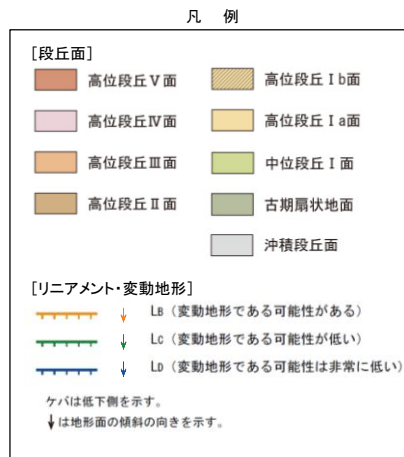 凡 例
[段丘面]
高位段丘Ⅴ面
高位段丘Ⅳ面
高位段丘Ⅲ面
高位段丘Ⅱ面
高位段丘Ⅰb面
高位段丘Ⅰa面
中位段丘Ⅰ面
古期扇状地面
沖積段丘面
[リニアメント・変動地形]
LB（変動地形である可能性がある）
LC（変動地形である可能性が低い）
LD（変動地形である可能性は非常に低い）
ケバは低下側を示す。
↓は地形面の傾斜の向きを示す。